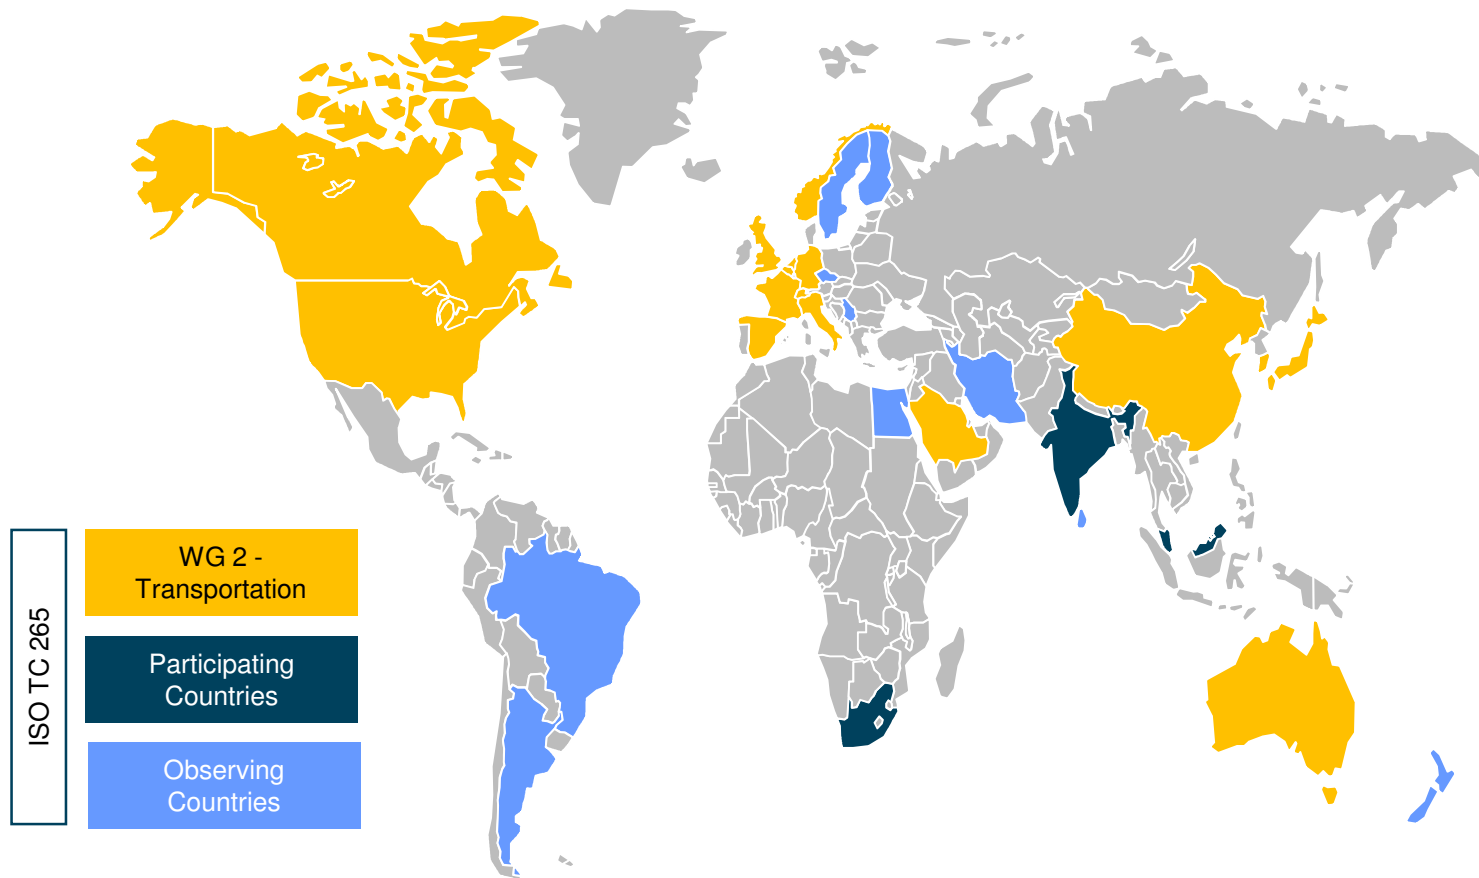 ISO TC 265
WG 2 -
Transportation
Participating
Countries
Observing
Countries